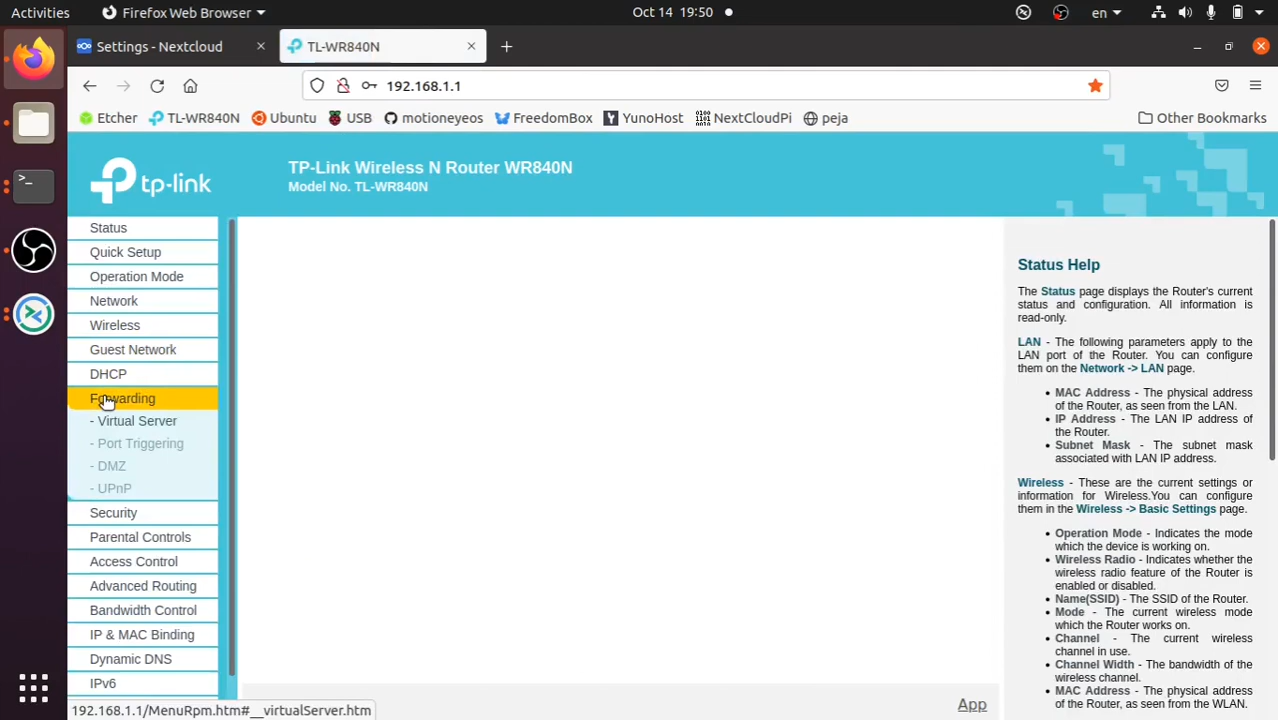 Activities
Firefox Web Browser
Oct 14 19:50
en
Settings - Nextcloud
TL-WR840N
192.168.1.1
Etcher
TL-WR840N
Ubuntu
USB
motioneyeos
FreedomBox
YunoHost
NextCloudPi
peja
Other Bookmarks
tp-link
TP-Link Wireless N Router WR840N
Model No. TL-WR840N
Status
Quick Setup
Operation Mode
Network
Wireless
Guest Network
DHCP
Forwarding
- Virtual Server
- Port Triggering
- DMZ
- UPnP
Security
Parental Controls
Access Control
Advanced Routing
Bandwidth Control
IP & MAC Binding
Dynamic DNS
IPv6
192.168.1.1/MenuRpm.htm#__virtualServer.htm
App
Status Help
The Status page displays the Router's current
status and configuration. All information is
read-only.
LAN - The following parameters apply to the
LAN port of the Router. You can configure
them on the Network -> LAN page.
• MAC Address - The physical address
of the Router, as seen from the LAN.
• IP Address - The LAN IP address of
the Router.
• Subnet Mask - The subnet mask
associated with LAN IP address.
Wireless - These are the current settings or
information for Wireless.You can configure
them in the Wireless -> Basic Settings page.
• Operation Mode - Indicates the mode
which the device is working on.
• Wireless Radio - Indicates whether the
wireless radio feature of the Router is
enabled or disabled.
• Name(SSID) - The SSID of the Router.
• Mode - The current wireless mode
which the Router works on.
• Channel - The current wireless
channel in use.
• Channel Width - The bandwidth of the
wireless channel.
• MAC Address - The physical address
of the Router, as seen from the WLAN.